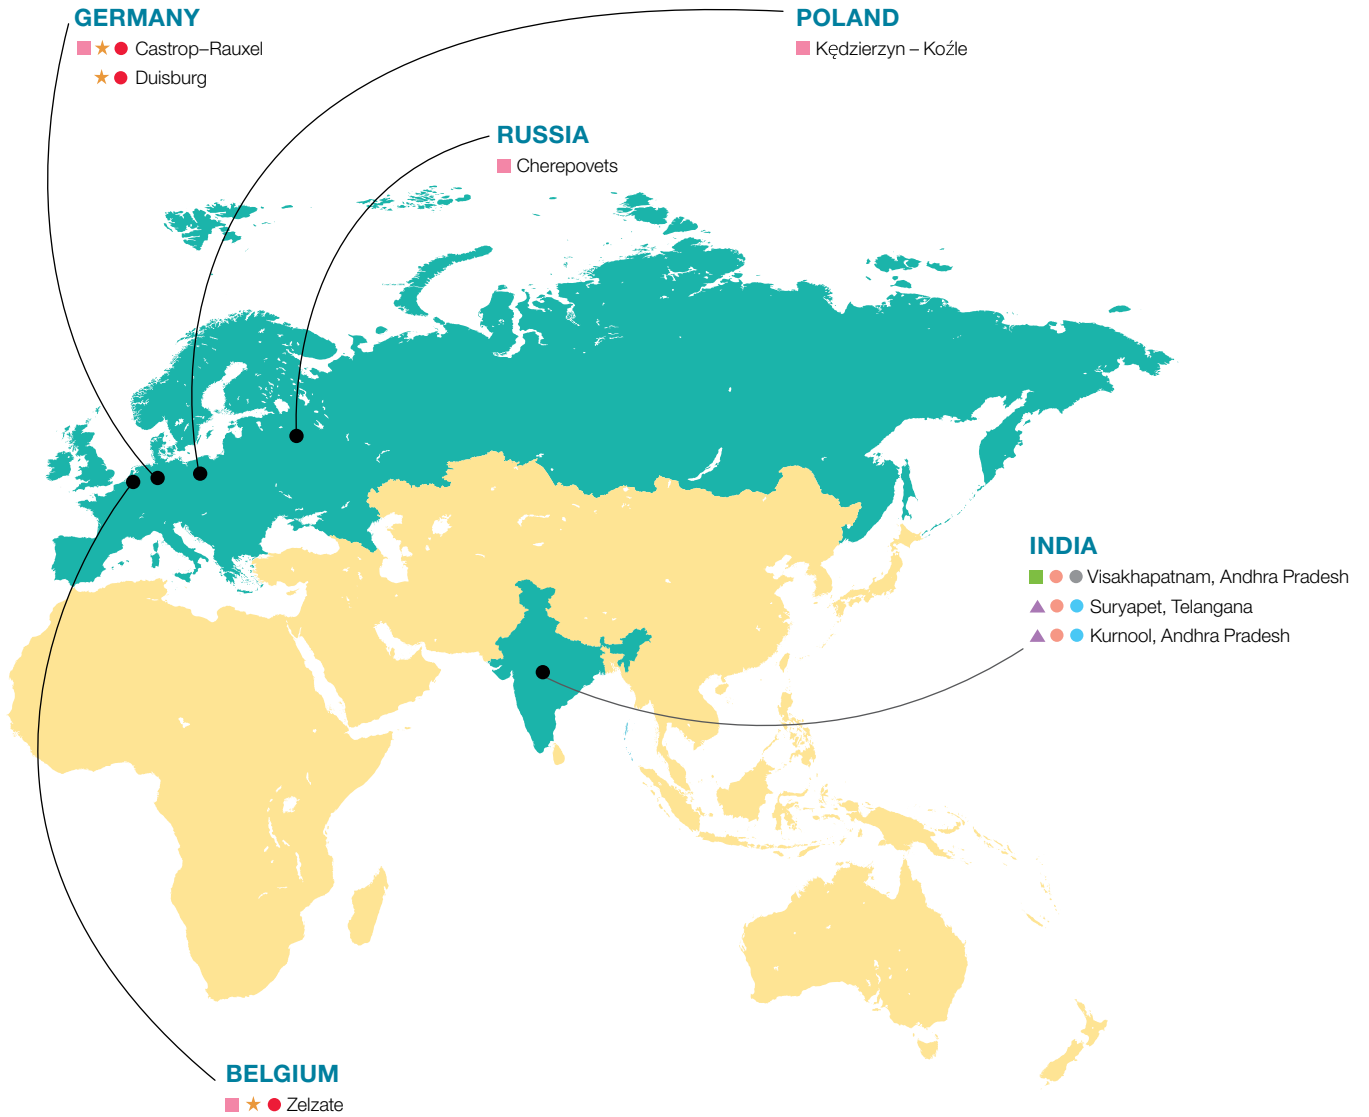 GERMANY
Castrop–Rauxel
Duisburg
POLAND
Kędzierzyn – Koźle
RUSSIA
Cherepovets
INDIA
Visakhapatnam, Andhra Pradesh
Suryapet, Telangana
Kurnool, Andhra Pradesh
BELGIUM
Zelzate